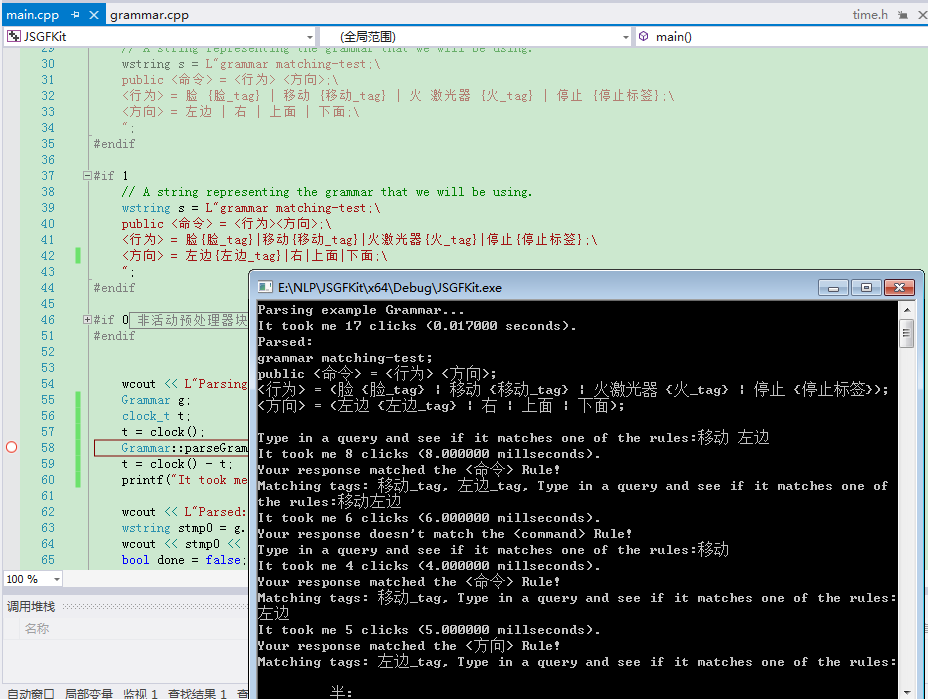 main.cpp
grammar.cpp
time.h
JSGFKit
(全局范围)
main()
29 // A string representing the grammar that we will be using.
30 wstring s = L"grammar matching-test;\
31 public <命令> = <行为> <方向>;\
32 <行为> = 脸 {脸_tag} | 移动 {移动_tag} | 火 激光器 {火_tag} | 停止 {停止标签};\
33 <方向> = 左边 | 右 | 上面 | 下面;\
34 ";
35 #endif
36
37 #if 1
38 // A string representing the grammar that we will be using.
39 wstring s = L"grammar matching-test;\
40 public <命令> = <行为><方向>;\
41 <行为> = 脸{脸_tag}|移动{移动_tag}|火激光器{火_tag}|停止{停止标签};\
42 <方向> = 左边{左边_tag}|右|上面|下面;\
43 ";
44 #endif
45
46 #if 0 非活动预处理器块
51 #endif
52
53
54 wcout << L"Parsing
55 Grammar g;
56 clock_t t;
57 t = clock();
58 Grammar::parseGram
59 t = clock() - t;
60 printf("It took me
61
62 wcout << L"Parsed:
63 wstring stmp0 = g.
64 wcout << stmp0 <<
65 bool done = false;
100 %
调用堆栈
名称
自动窗口 局部变量 监视 1 查找结果 1 查
E:\NLP\JSGFKit\x64\Debug\JSGFKit.exe
Parsing example Grammar...
It took me 17 clicks (0.017000 seconds).
Parsed:
grammar matching-test;
public <命令> = <行为> <方向>;
<行为> = (脸 {脸_tag} | 移动 {移动_tag} | 火激光器 {火_tag} | 停止 {停止标签});
<方向> = (左边 {左边_tag} | 右 | 上面 | 下面);
Type in a query and see if it matches one of the rules:移动 左边
It took me 8 clicks (8.000000 millseconds).
Your response matched the <命令> Rule!
Matching tags: 移动_tag, 左边_tag, Type in a query and see if it matches one of
the rules:移动左边
It took me 6 clicks (6.000000 millseconds).
Your response doesn't match the <command> Rule!
Type in a query and see if it matches one of the rules:移动
It took me 4 clicks (4.000000 millseconds).
Your response matched the <命令> Rule!
Matching tags: 移动_tag, Type in a query and see if it matches one of the rules:
左边
It took me 5 clicks (5.000000 millseconds).
Your response matched the <方向> Rule!
Matching tags: 左边_tag, Type in a query and see if it matches one of the rules:
半: